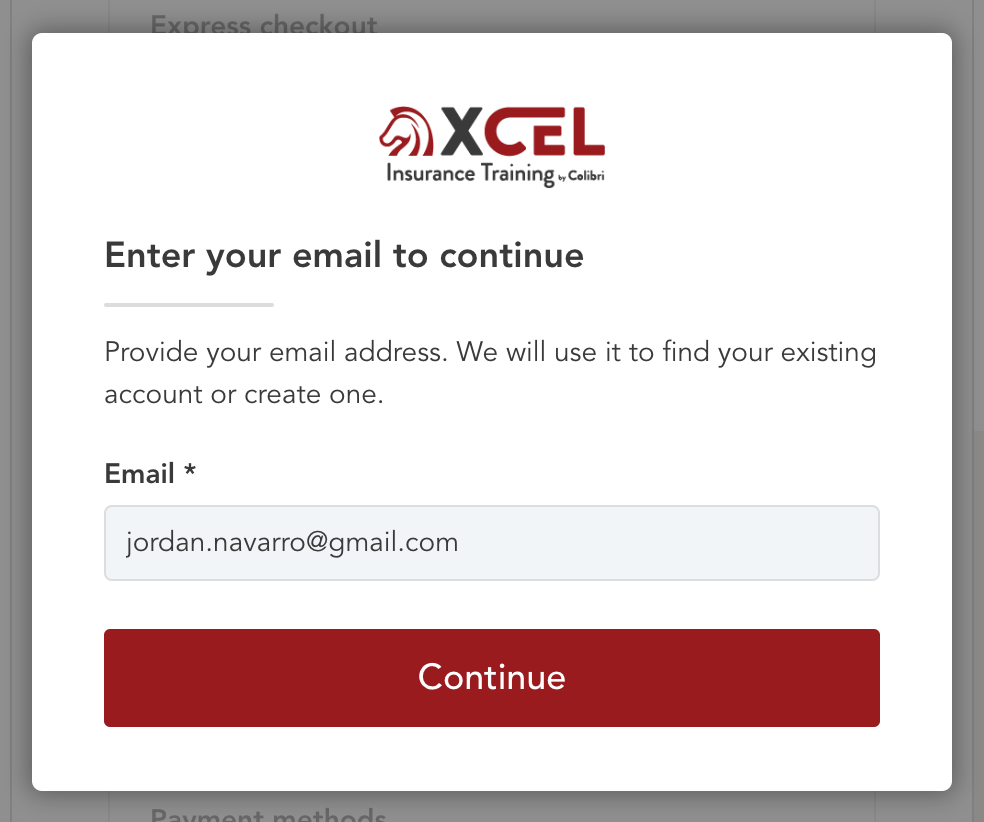 Express checkout
XCEL
Insurance Training by Colibri
Enter your email to continue
Provide your email address. We will use it to find your existing
account or create one.
Email *
jordan.navarro@gmail.com
Continue
Payment methods